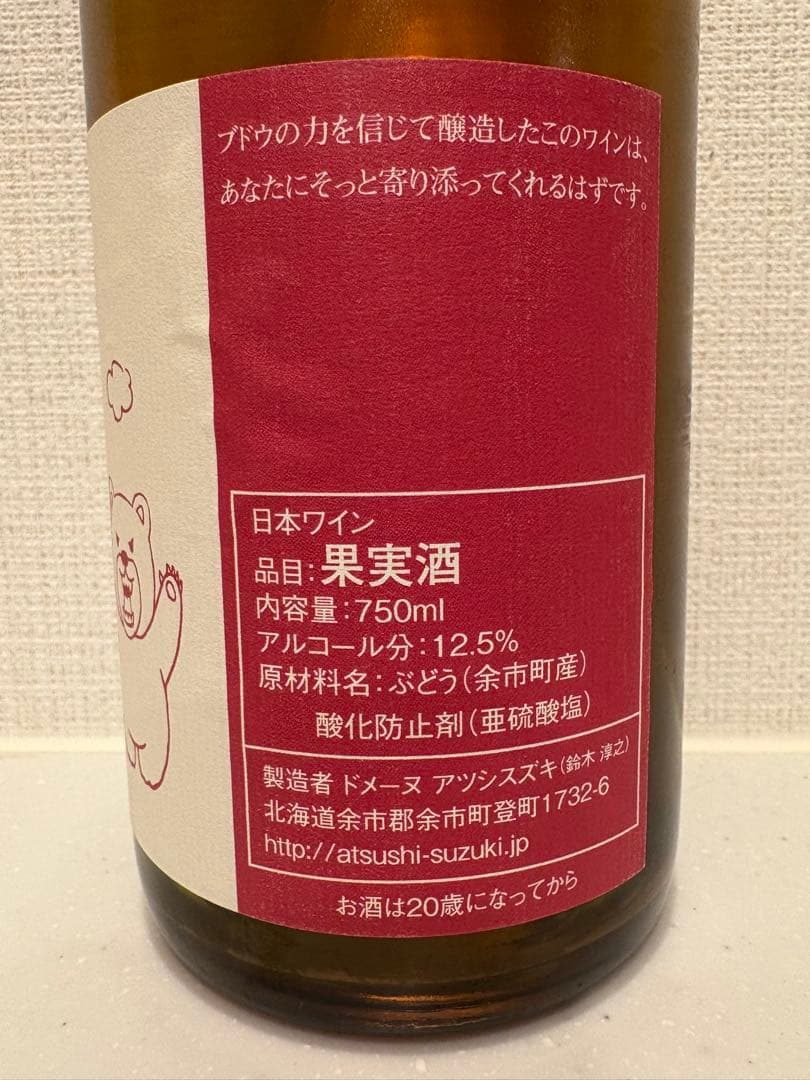 ブドウの力を信じて醸造したこのワインは、
あなたにそっと寄り添ってくれるはずです。
日本ワイン
品目:果実酒
内容量:750ml
アルコール分:12.5%
原材料名:ぶどう(余市町産)
酸化防止剤(亜硫酸塩)
製造者 ドメーヌ アツシスズキ(鈴木 淳之)
北海道余市郡余市町登町1732-6
http://atsushi-suzuki.jp
お酒は20歳になってから